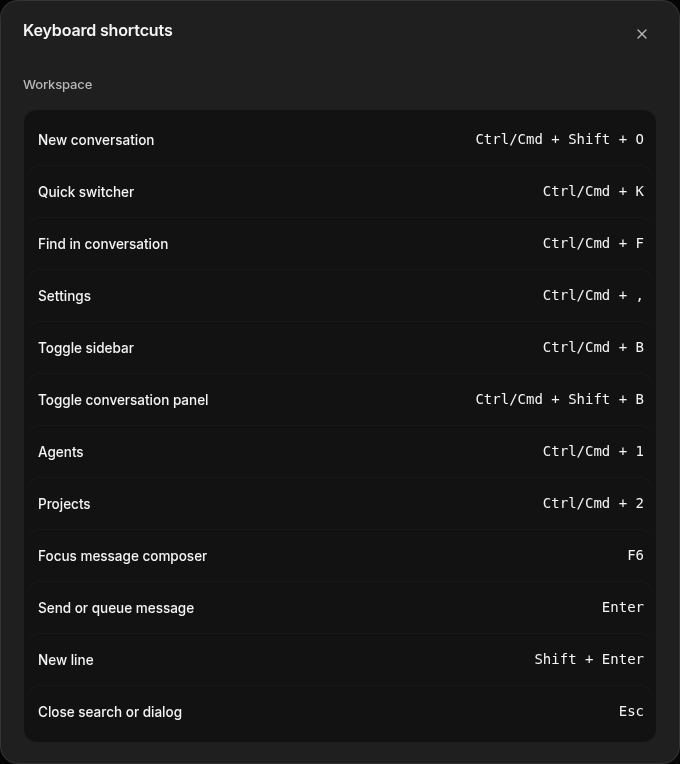 Keyboard shortcuts
Workspace
New conversation Ctrl/Cmd + Shift + O
Quick switcher Ctrl/Cmd + K
Find in conversation Ctrl/Cmd + F
Settings Ctrl/Cmd + ,
Toggle sidebar Ctrl/Cmd + B
Toggle conversation panel Ctrl/Cmd + Shift + B
Agents Ctrl/Cmd + 1
Projects Ctrl/Cmd + 2
Focus message composer F6
Send or queue message Enter
New line Shift + Enter
Close search or dialog Esc